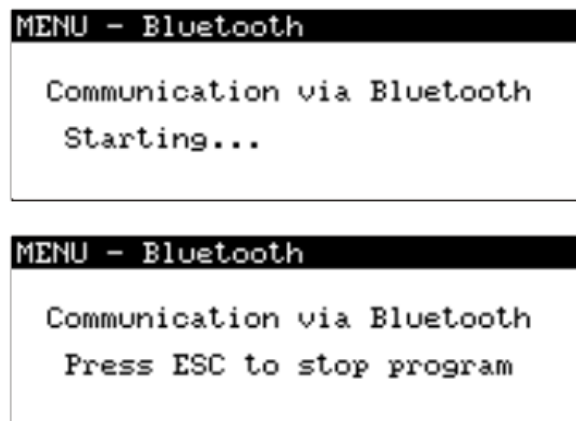 MENU - Bluetooth
Communication via Bluetooth
Starting...
MENU - Bluetooth
Communication via Bluetooth
Press ESC to stop program